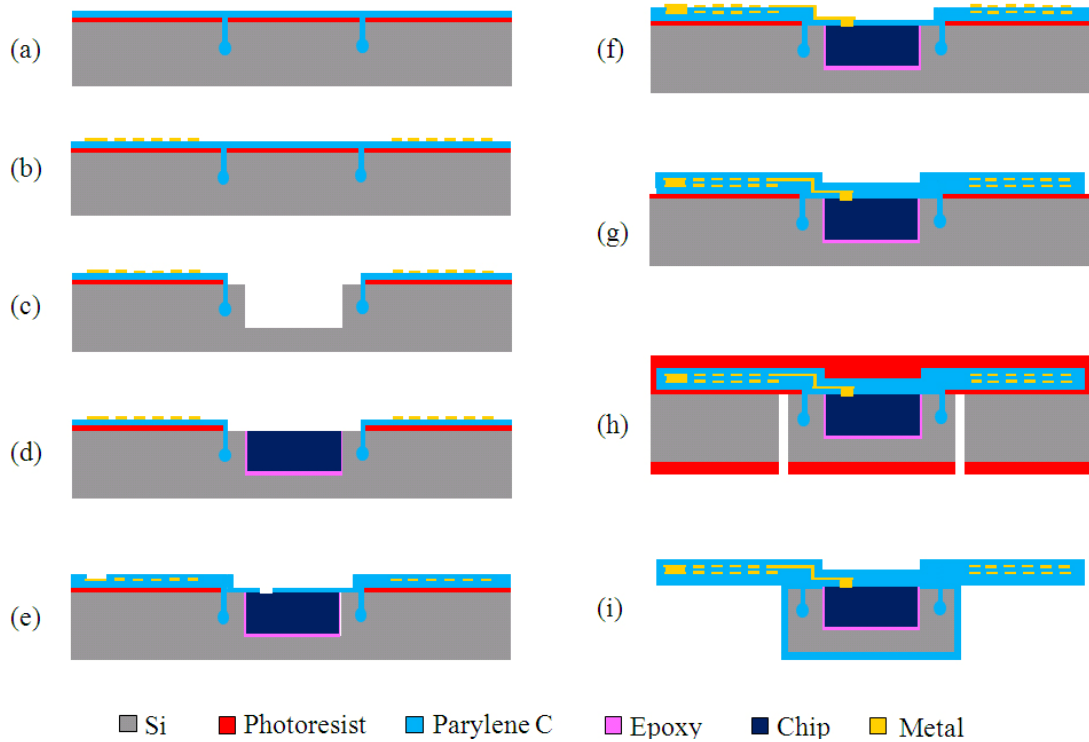 (a)
(b)
(c)
(d)
(e)
(f)
(g)
(h)
(i)
Si Photoresist Parylene C Epoxy Chip Metal